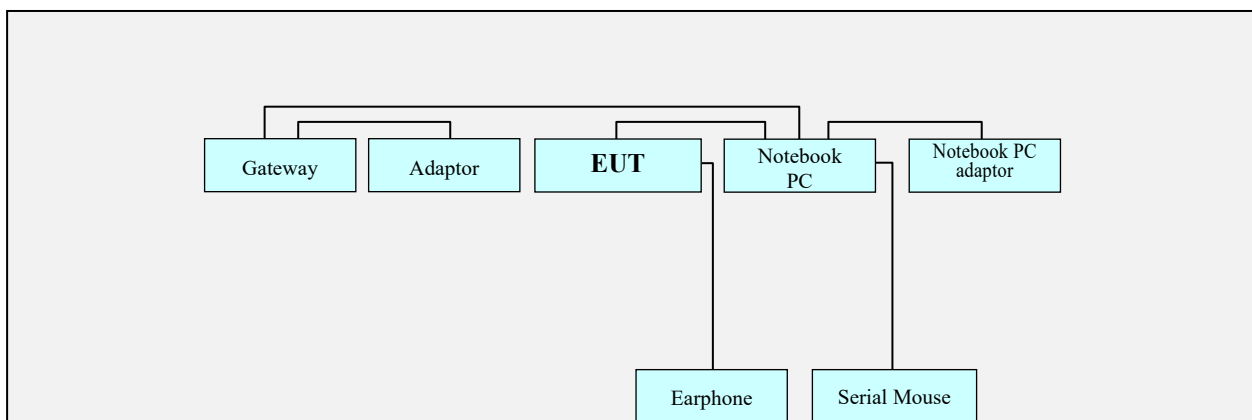 Gateway
Adaptor
EUT
Notebook
PC
Notebook PC
adaptor
Earphone
Serial Mouse